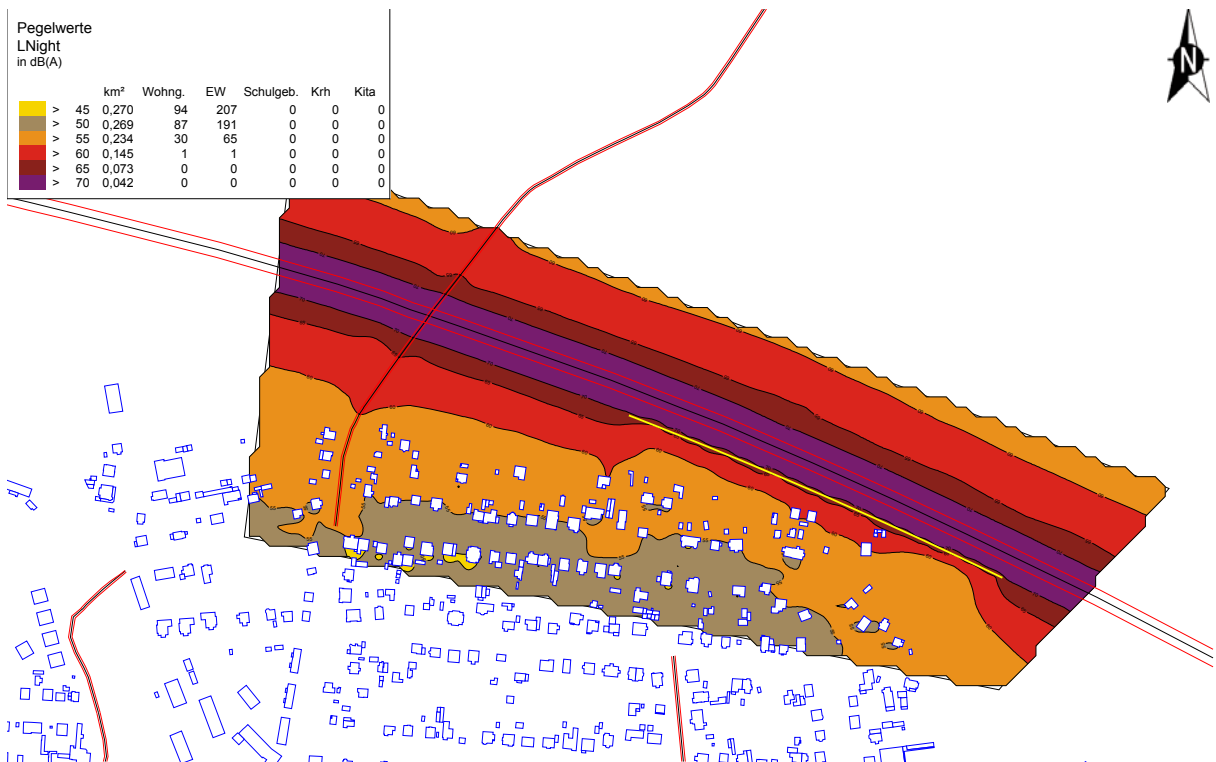 Pegelwerte
LNight
in dB(A)
km² Wohng. EW Schulgeb. Krh Kita
> 45 0,270 94 207 0 0 0
> 50 0,269 87 191 0 0 0
> 55 0,234 30 65 0 0 0
> 60 0,145 1 1 0 0 0
> 65 0,073 0 0 0 0 0
> 70 0,042 0 0 0 0 0
N